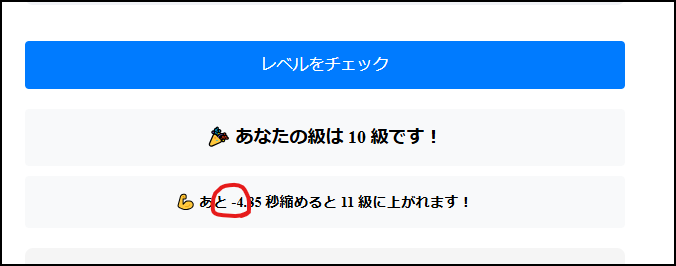 レベルをチェック
🎉 あなたの級は 10 級です！
💪 あと -4.85 秒縮めると 11 級に上がれます！